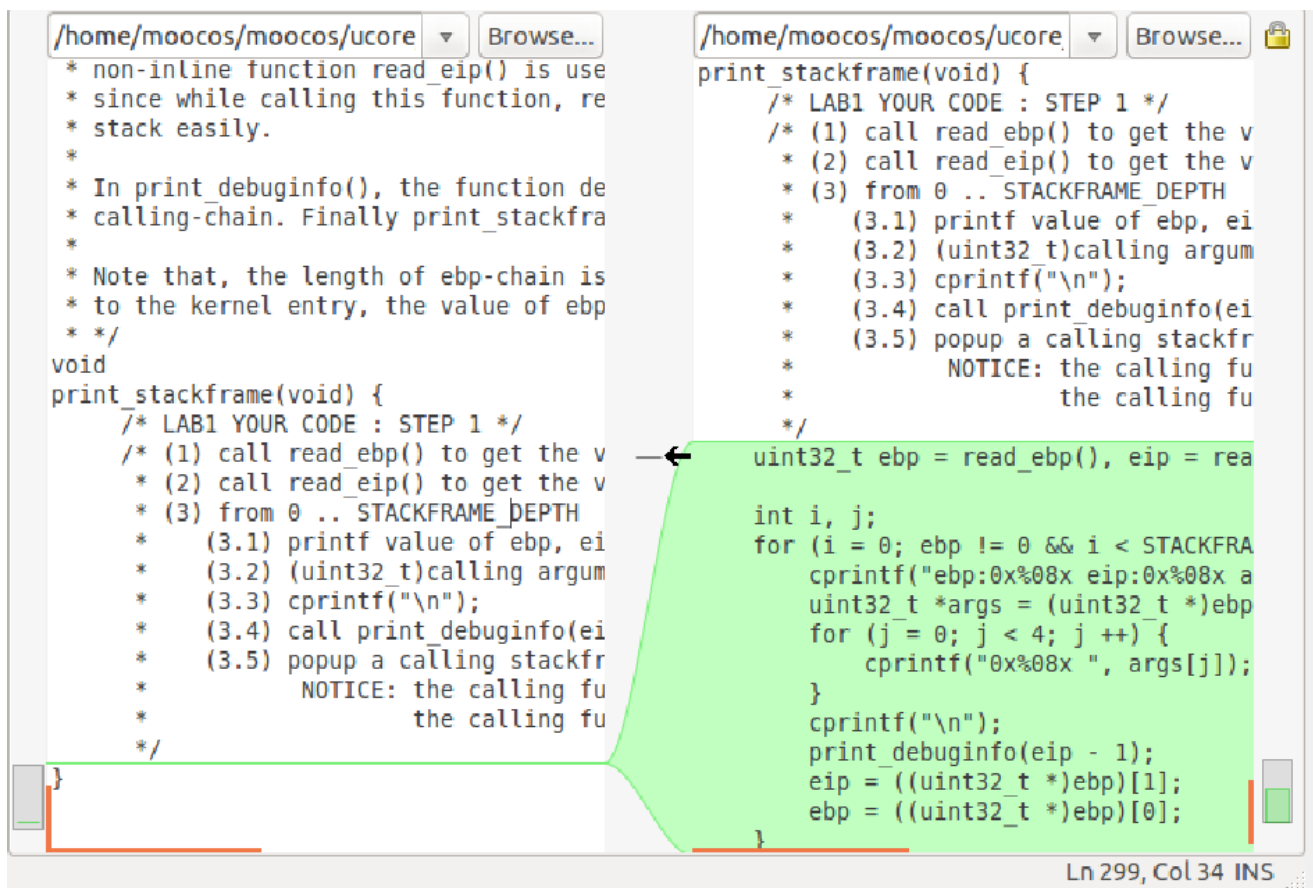 /home/moocos/moocos/ucore
Browse...
* non-inline function read_eip() is use
* since while calling this function, re
* stack easily.
*
* In print_debuginfo(), the function de
* calling-chain. Finally print_stackfra
*
* Note that, the length of ebp-chain is
* to the kernel entry, the value of ebp
* */
void
print_stackframe(void) {
/* LAB1 YOUR CODE : STEP 1 */
/* (1) call read_ebp() to get the v
* (2) call read_eip() to get the v
* (3) from 0 .. STACKFRAME_DEPTH
* (3.1) printf value of ebp, ei
* (3.2) (uint32_t)calling argum
* (3.3) cprintf("\n");
* (3.4) call print_debuginfo(ei
* (3.5) popup a calling stackfr
* NOTICE: the calling fu
* the calling fu
*/
}
/home/moocos/moocos/ucore_
Browse...
print_stackframe(void) {
/* LAB1 YOUR CODE : STEP 1 */
/* (1) call read_ebp() to get the v
* (2) call read_eip() to get the v
* (3) from 0 .. STACKFRAME_DEPTH
* (3.1) printf value of ebp, ei
* (3.2) (uint32_t)calling argum
* (3.3) cprintf("\n");
* (3.4) call print_debuginfo(ei
* (3.5) popup a calling stackfr
* NOTICE: the calling fu
* the calling fu
*/
uint32_t ebp = read_ebp(), eip = rea
int i, j;
for (i = 0; ebp != 0 && i < STACKFRA
cprintf("ebp:0x%08x eip:0x%08x a
uint32_t *args = (uint32_t *)ebp
for (j = 0; j < 4; j ++) {
cprintf("0x%08x ", args[j]);
}
cprintf("\n");
print_debuginfo(eip - 1);
eip = ((uint32_t *)ebp)[1];
ebp = ((uint32_t *)ebp)[0];
}
Ln 299, Col 34 INS